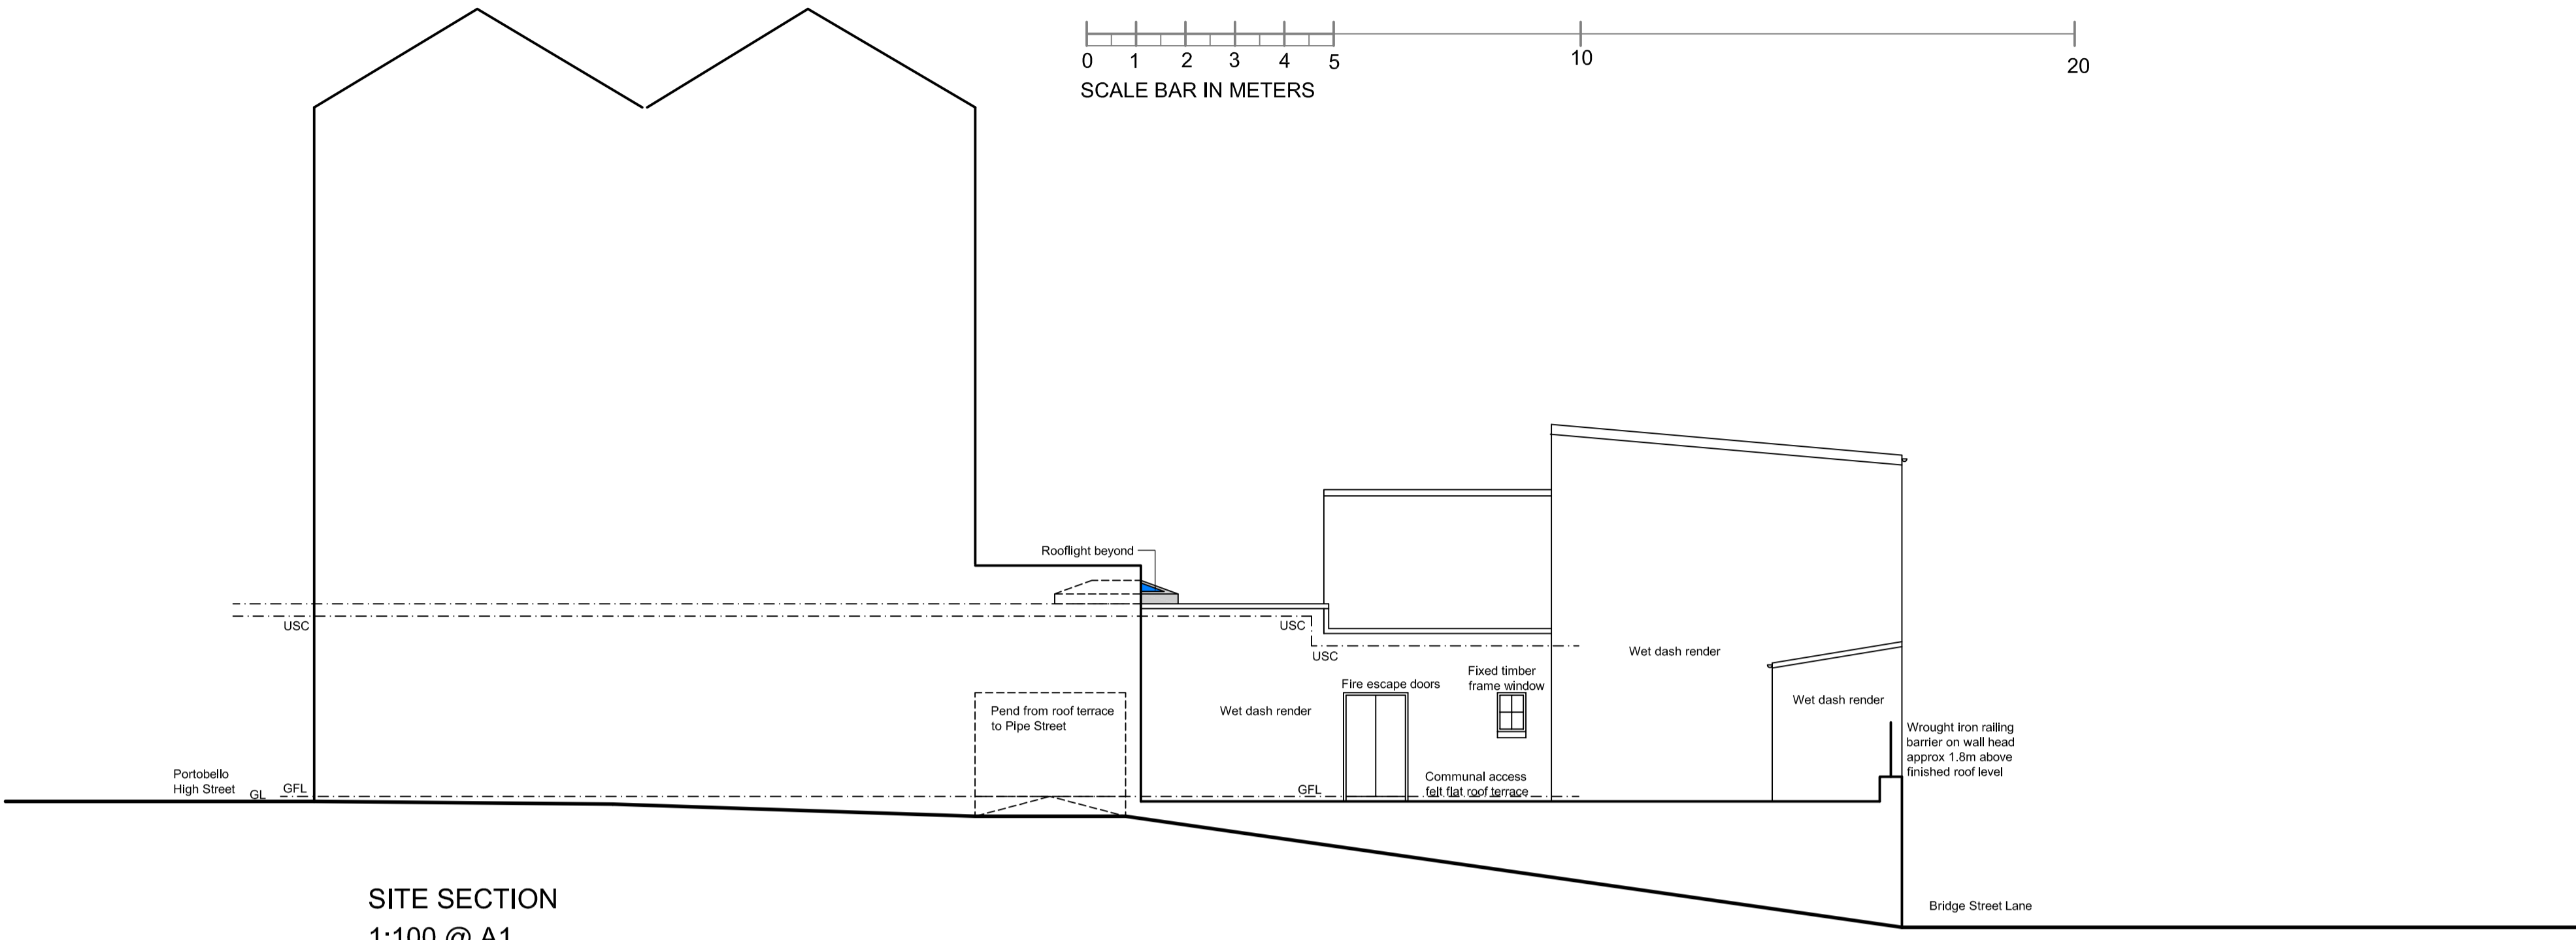 0 1 2 3 4 5 10 20
SCALE BAR IN METERS
Rooflight beyond
USC
USC
USC
Wet dash render
Fixed timber
frame window
Fire escape doors
Wet dash render
Pend from roof terrace
to Pipe Street
Wet dash render
Wrought iron railing
barrier on wall head
approx 1.8m above
finished roof level
Portobello
High Street
GL
GFL
GFL
Communal access
felt flat roof terrace
Bridge Street Lane
SITE SECTION
1:100 @ A1